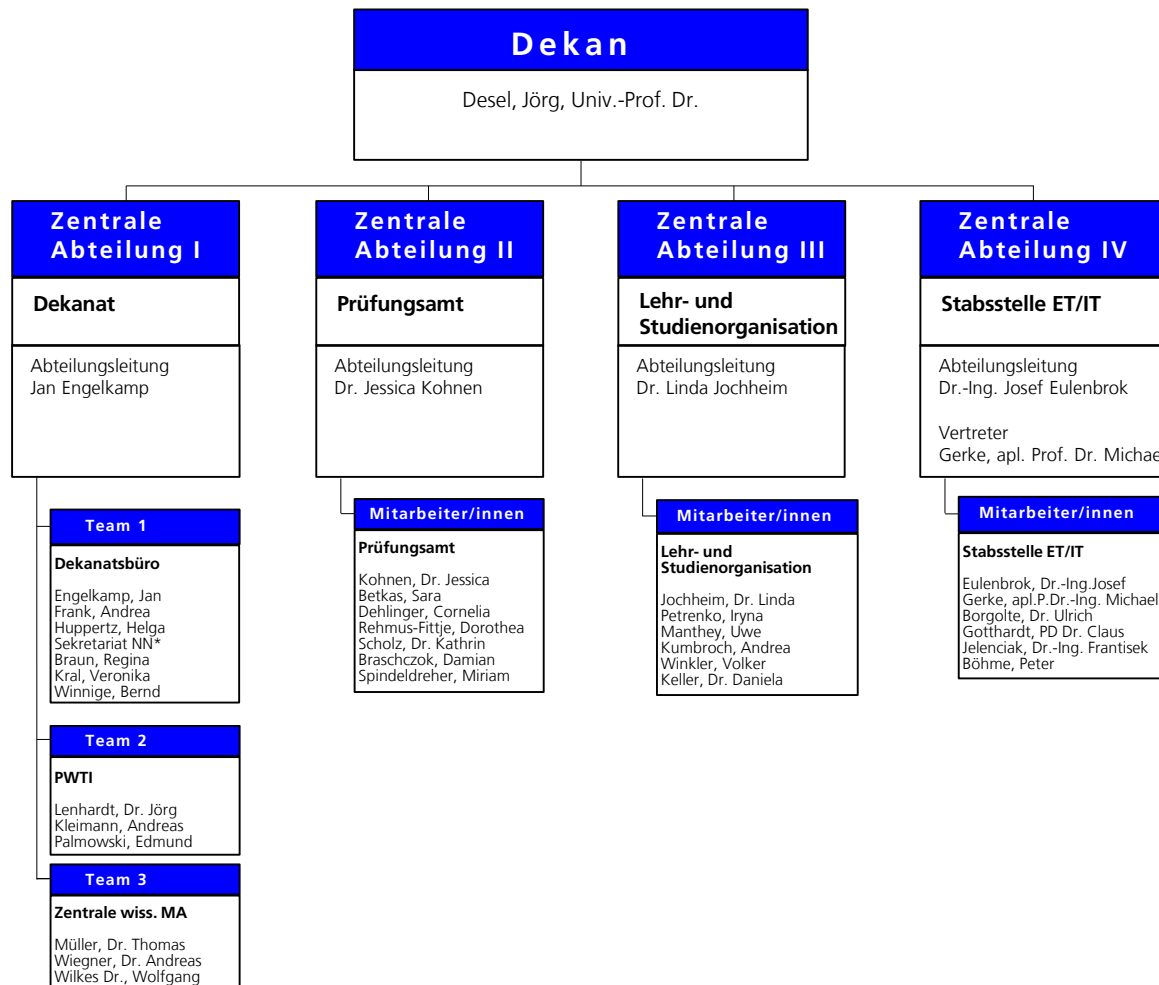 Dekan
Desel, Jörg, Univ.-Prof. Dr.
Zentrale
Abteilung I
Dekanat
Abteilungsleitung
Jan Engelkamp
Team 1
Dekanatsbüro
Engelkamp, Jan
Frank, Andrea
Huppertz, Helga
Sekretariat NN*
Braun, Regina
Kral, Veronika
Winnige, Bernd
Team 2
PWTI
Lenhardt, Dr. Jörg
Kleimann, Andreas
Palmowski, Edmund
Team 3
Zentrale wiss. MA
Müller, Dr. Thomas
Wiegner, Dr. Andreas
Wilkes Dr., Wolfgang
Zentrale
Abteilung II
Prüfungsamt
Abteilungsleitung
Dr. Jessica Kohnen
Mitarbeiter/innen
Prüfungsamt
Kohnen, Dr. Jessica
Betkas, Sara
Dehlinger, Cornelia
Rehmus-Fittje, Dorothea
Scholz, Dr. Kathrin
Braschczok, Damian
Spindeldreher, Miriam
Zentrale
Abteilung III
Lehr- und
Studienorganisation
Abteilungsleitung
Dr. Linda Jochheim
Mitarbeiter/innen
Lehr- und
Studienorganisation
Jochheim, Dr. Linda
Petrenko, Iryna
Manthey, Uwe
Kumbroch, Andrea
Winkler, Volker
Keller, Dr. Daniela
Zentrale
Abteilung IV
Stabsstelle ET/IT
Abteilungsleitung
Dr.-Ing. Josef Eulenbrok
Vertreter
Gerke, apl. Prof. Dr. Michae
Mitarbeiter/innen
Stabsstelle ET/IT
Eulenbrok, Dr.-Ing.Josef
Gerke, apl.P.Dr.-Ing. Michael
Borgolte, Dr. Ulrich
Gotthardt, PD Dr. Claus
Jelenciak, Dr.-Ing. Frantisek
Böhme, Peter